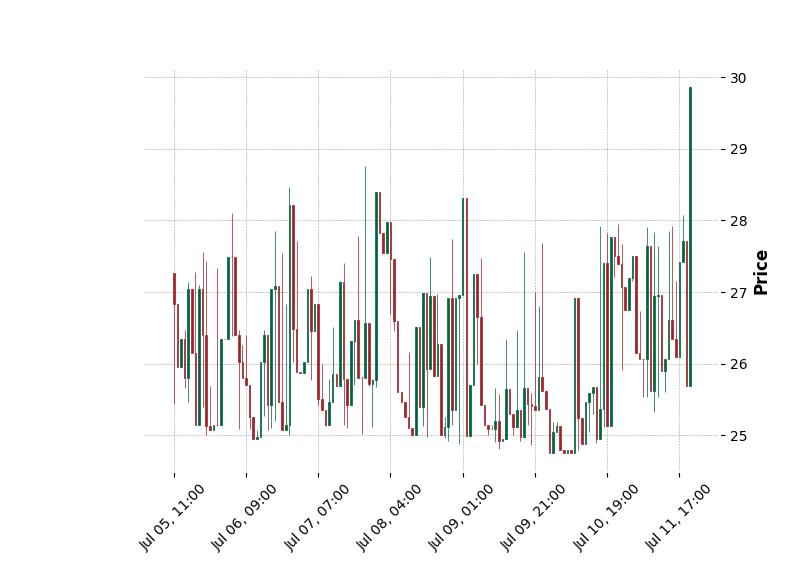 30
29
28
27
26
25
Price
Jul 05, 11:00
Jul 06, 09:00
Jul 07, 07:00
Jul 08, 04:00
Jul 09, 01:00
Jul 09, 21:00
Jul 10, 19:00
Jul 11, 17:00